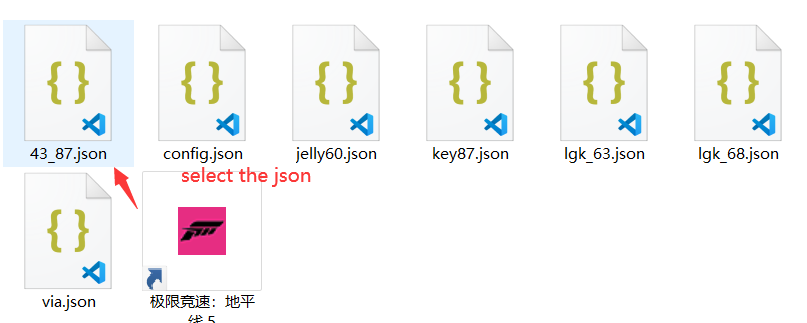 43_87.json config.json jelly60.json key87.json lgk_63.json lgk_68.json
select the json
via.json 极限竞速：地平
线 5